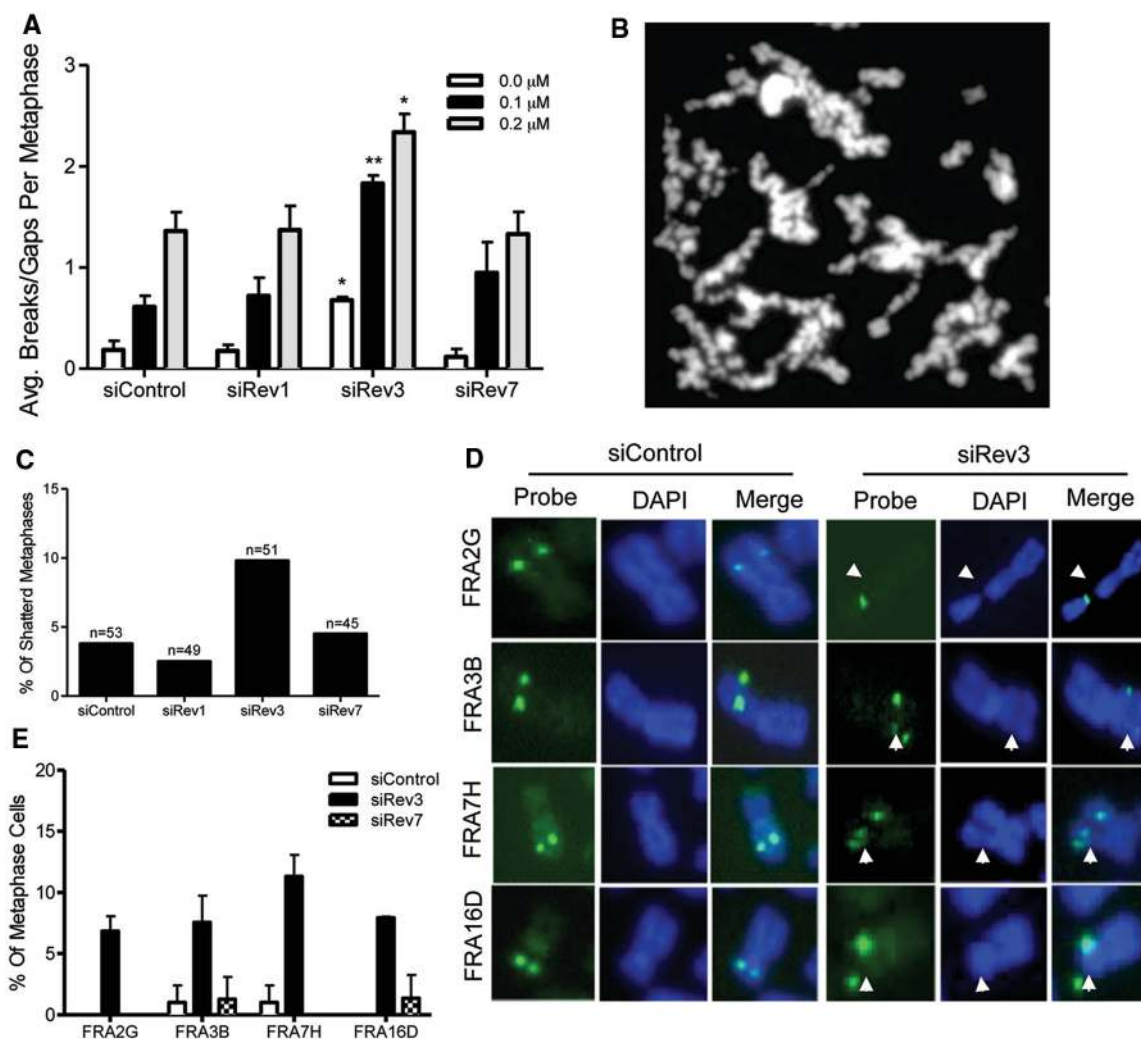 A
Avg. Breaks/Gaps Per Metaphase
3
2
1
0
0.0 µM
0.1 µM
0.2 µM
*
**
*
siControl
siRev1
siRev3
siRev7
B
C
% Of Shatterd Metaphases
15
10
5
0
n=53
n=49
n=51
n=45
siControl
siRev1
siRev3
siRev7
D
siControl
siRev3
Probe
DAPI
Merge
Probe
DAPI
Merge
FRA2G
FRA3B
FRA7H
FRA16D
E
% Of Metaphase Cells
20
15
10
5
0
siControl
siRev3
siRev7
FRA2G
FRA3B
FRA7H
FRA16D